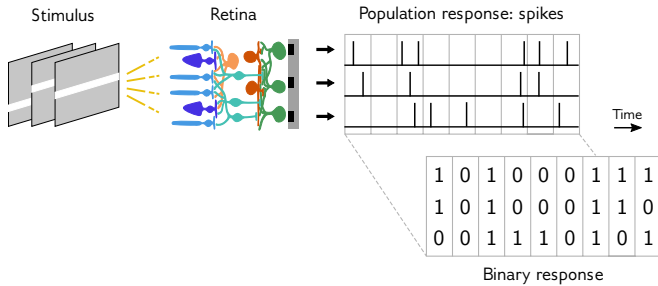 Stimulus
Retina
Population response: spikes
Time
1 0 1 0 0 0 1 1 1
1 0 1 0 0 0 1 1 0
0 0 1 1 1 0 1 0 1
Binary response